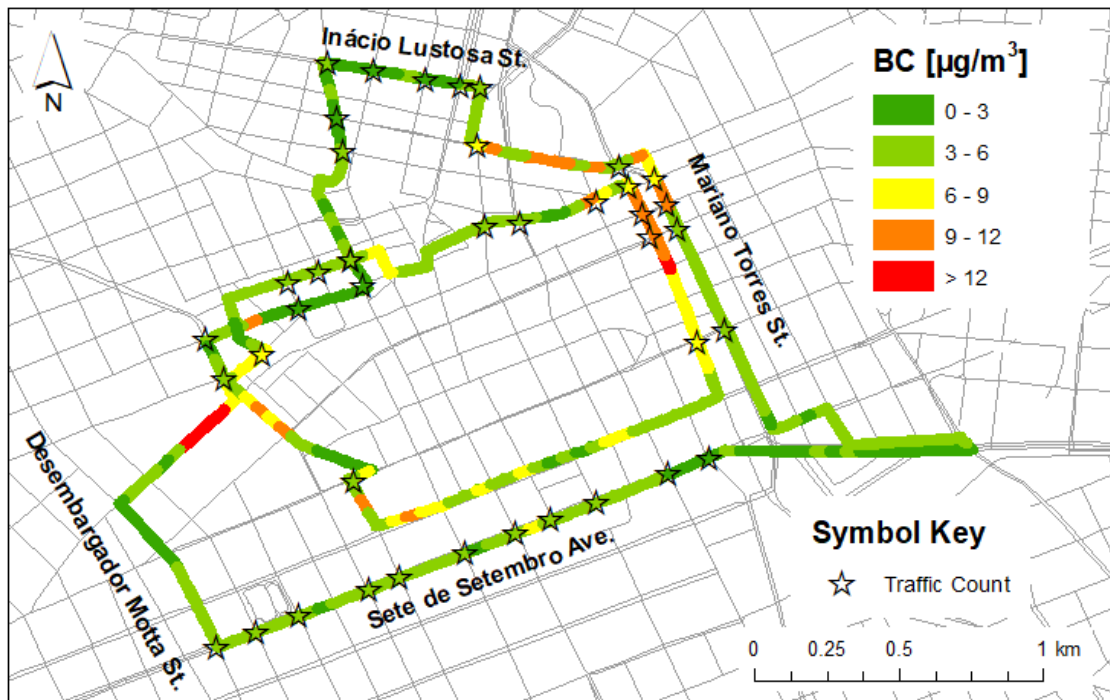 Inácio Lustosa St.
N
BC [µg/m³]
0 - 3
3 - 6
6 - 9
9 - 12
> 12
Mariano Torres St.
Desembargador Motta St.
Sete de Setembro Ave.
Symbol Key
Traffic Count
0 0.25 0.5 1 km